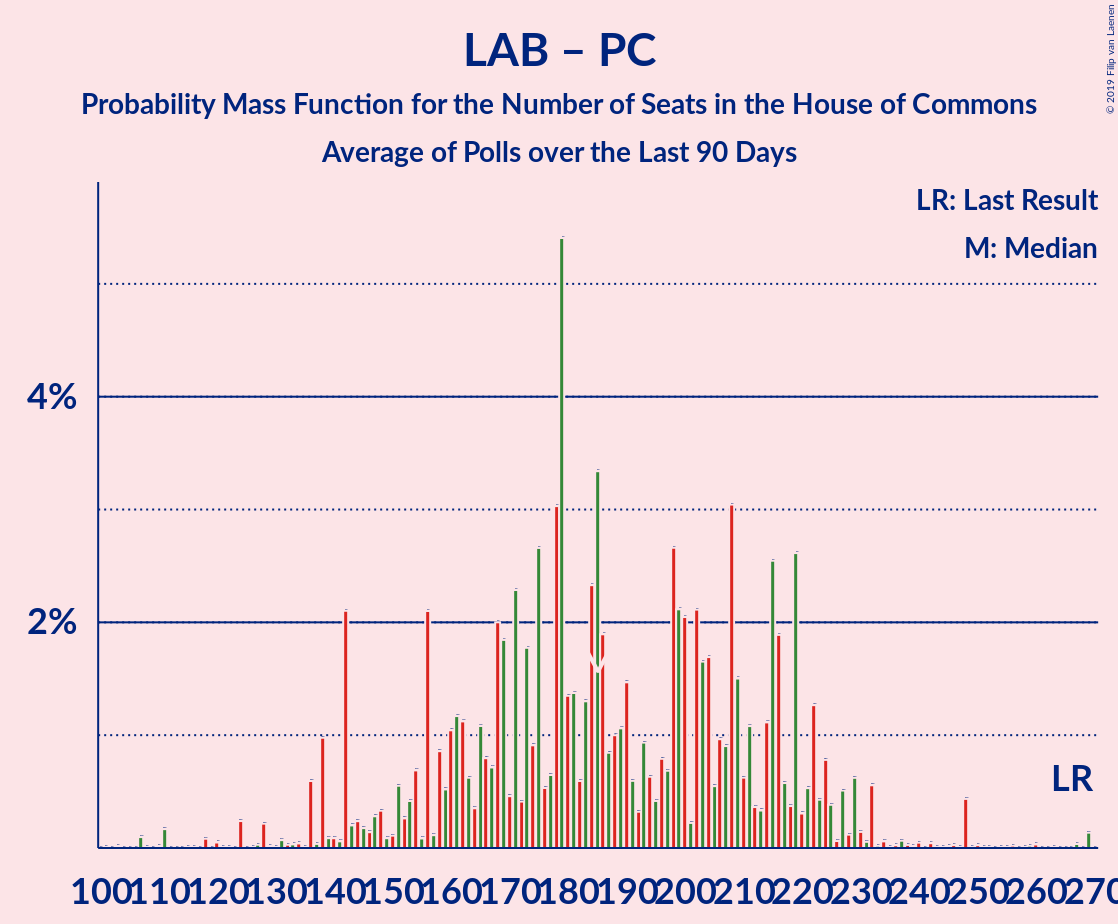 LAB – PC
Probability Mass Function for the Number of Seats in the House of Commons
Average of Polls over the Last 90 Days
© 2019 Filip van Laenen
LR: Last Result
M: Median
4%
2%
LR
100 110 120 130 140 150 160 170 180 190 200 210 220 230 240 250 260 270